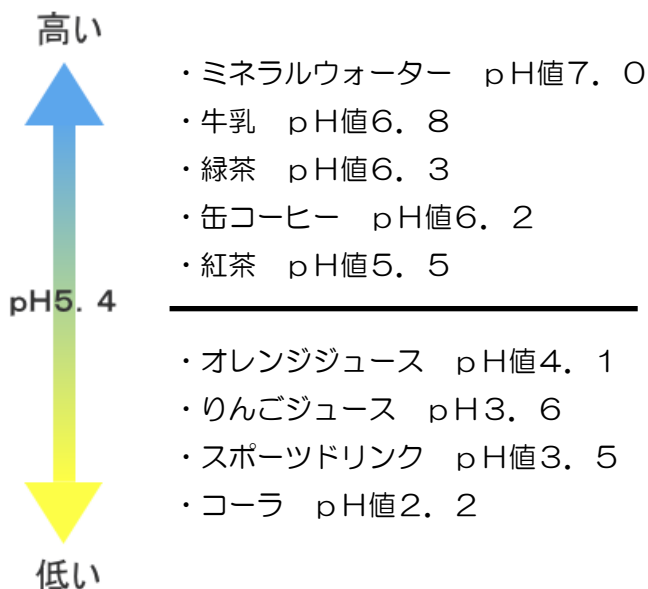 高い
・ミネラルウォーター　ｐＨ値７．０
・牛乳　ｐＨ値６．８
・緑茶　ｐＨ値６．３
・缶コーヒー　ｐＨ値６．２
・紅茶　ｐＨ値５．５
pH5．4
・オレンジジュース　ｐＨ値４．１
・りんごジュース　ｐＨ３．６
・スポーツドリンク　ｐＨ値３．５
・コーラ　ｐＨ値２．２
低い